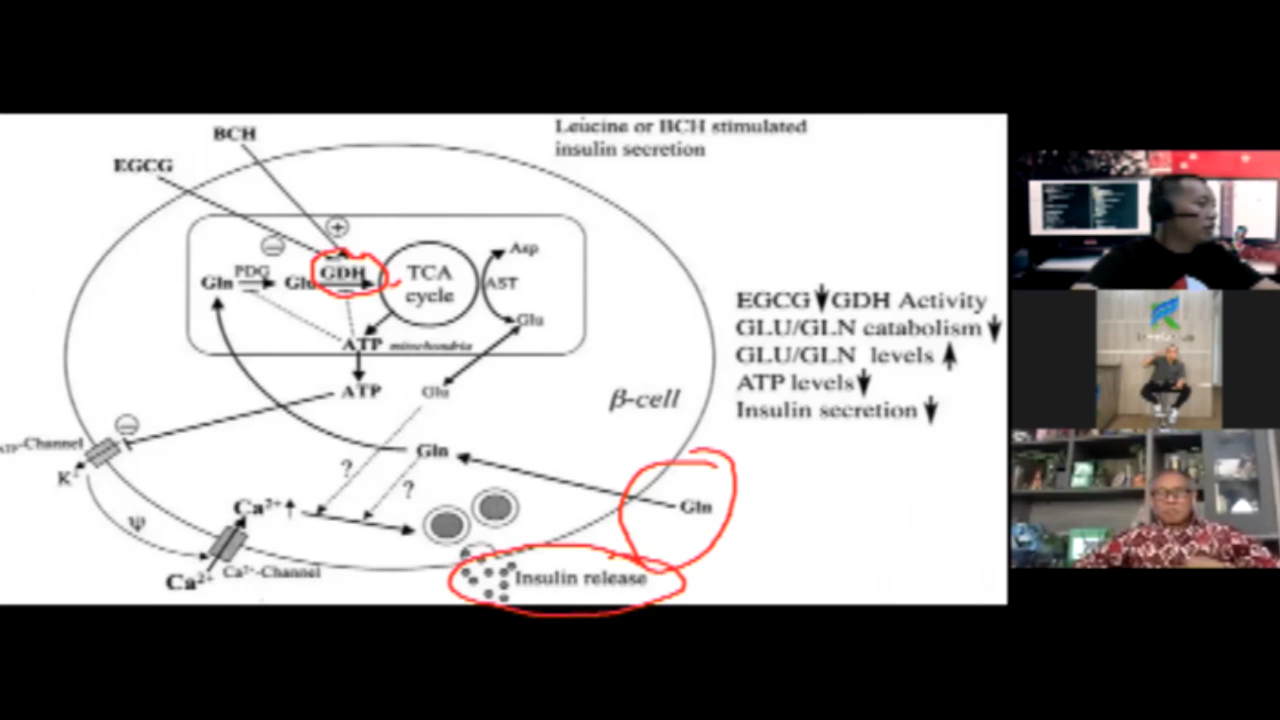 BCH
EGCG
Leucine or BCH stimulated
insulin secretion
+
−
Gln PDG Glu GDH
TCA
cycle
Asp
AST
Glu
ATP mitochondria
ATP
Glu
β-cell
−
ATP-Channel
K+
Gln
?
?
Ca2+
ψ
Ca2+ Ca2+-Channel
Gln
Insulin release
EGCG GDH Activity
GLU/GLN catabolism
GLU/GLN levels
ATP levels
Insulin secretion